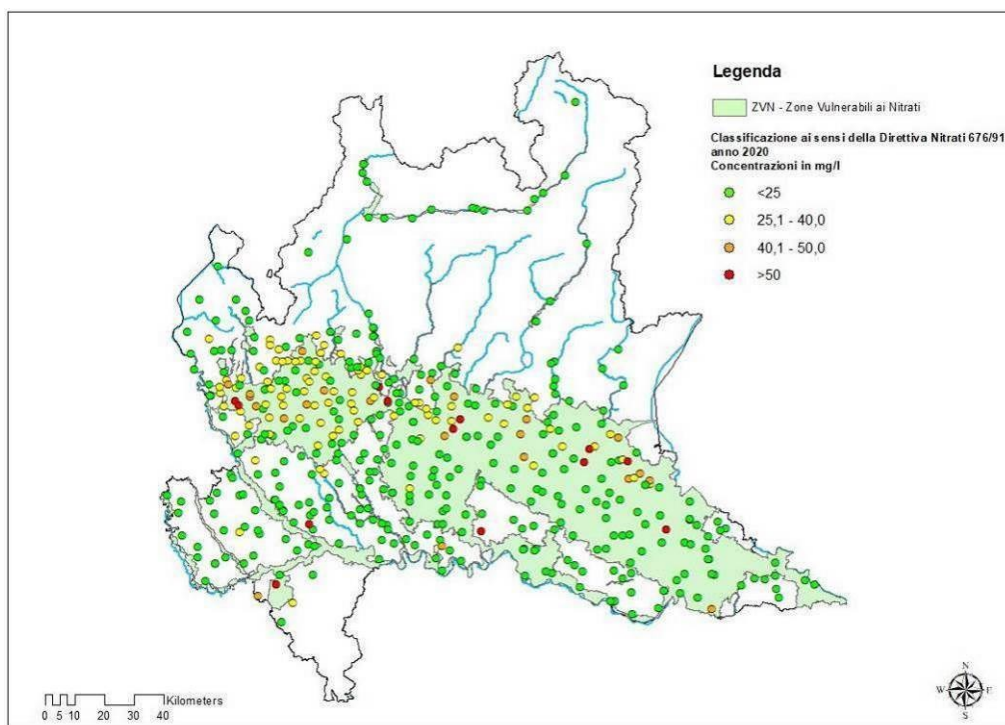 Legenda
ZVN - Zone Vulnerabili ai Nitrati
Classificazione ai sensi della Direttiva Nitrati 676/91
anno 2020
Concentrazioni in mg/l
<25
25,1 - 40,0
40,1 - 50,0
>50
Kilometers
0 5 10 20 30 40
N
W E
S